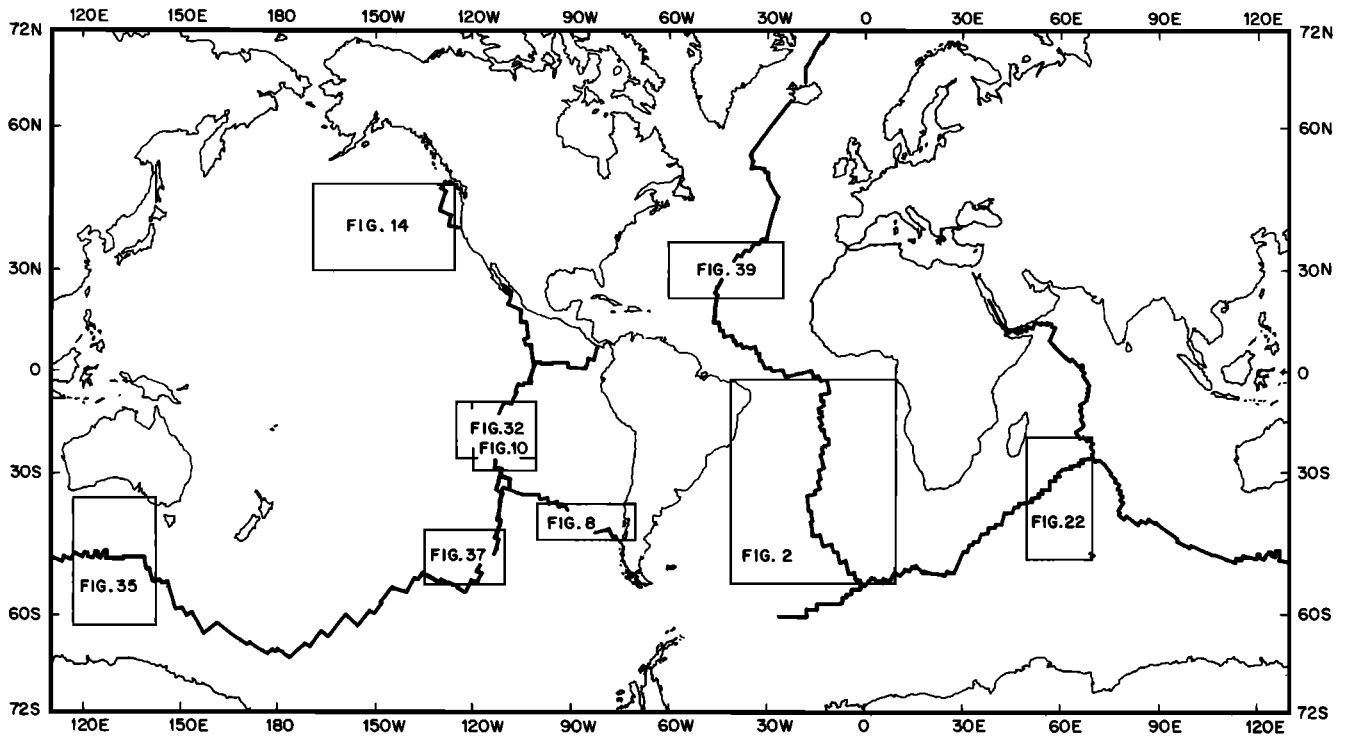 120E 150E 180 150W 120W 90W 60W 30W 0 30E 60E 90E 120E
72N 72N
60N 60N
FIG. 14
30N FIG. 39 30N
0 0
FIG.32
FIG.10
30S 30S
FIG. 8 FIG.22
FIG.37 FIG. 2
FIG.35
60S 60S
72S 72S
120E 150E 180 150W 120W 90W 60W 30W 0 30E 60E 90E 120E